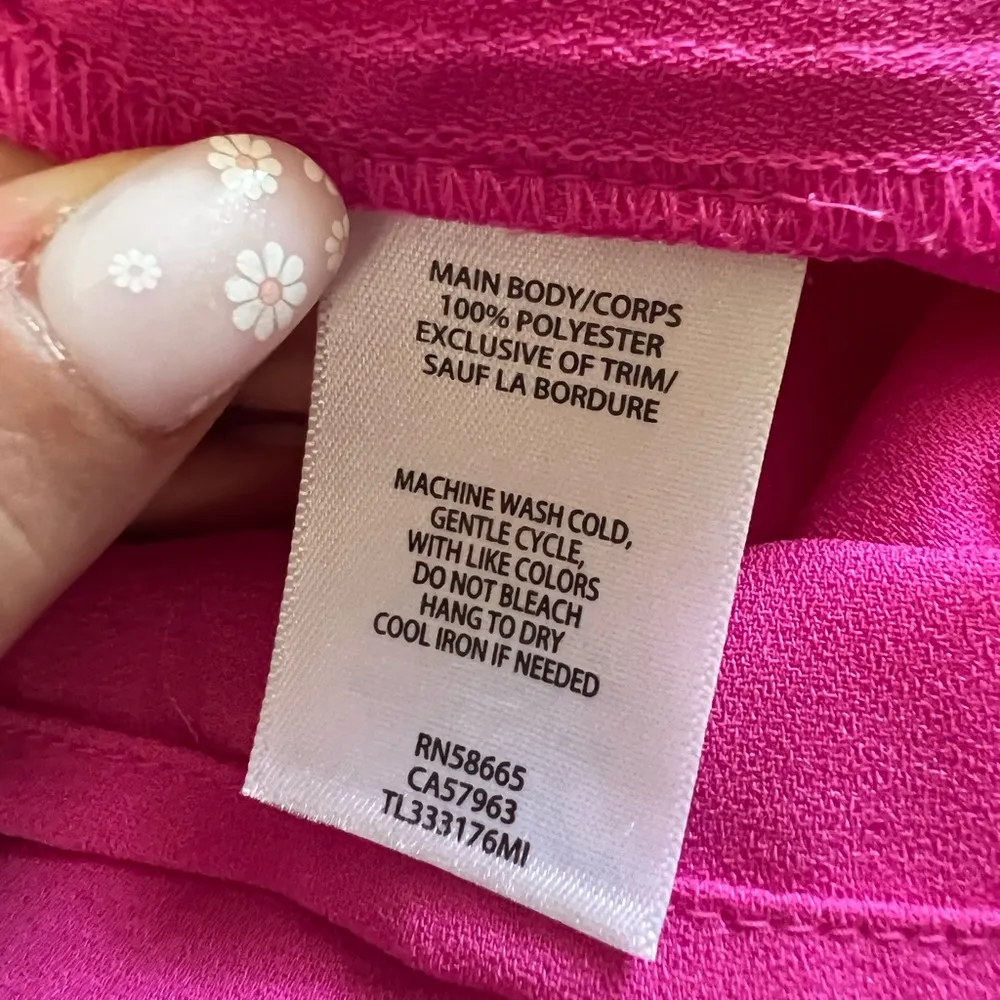 MAIN BODY/CORPS
100% POLYESTER
EXCLUSIVE OF TRIM/
SAUF LA BORDURE
MACHINE WASH COLD,
GENTLE CYCLE,
WITH LIKE COLORS
DO NOT BLEACH
HANG TO DRY
COOL IRON IF NEEDED
RN58665
CA57963
TL333176MI